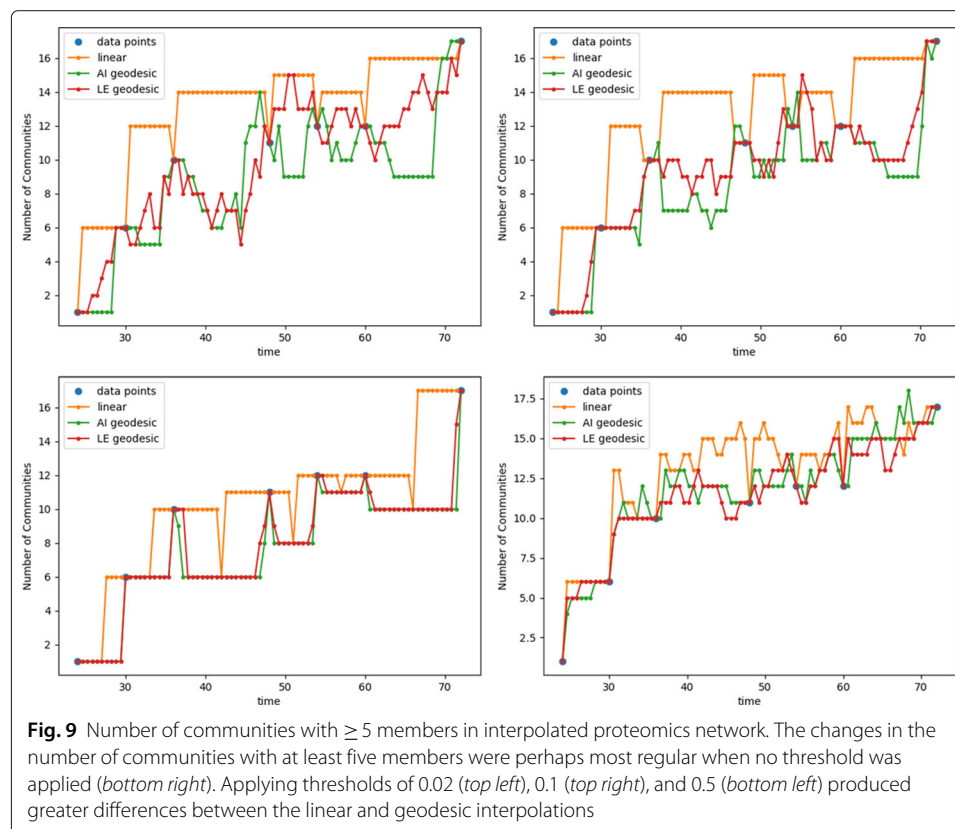 data points
linear
AI geodesic
LE geodesic
Number of Communities
16
14
12
10
8
6
4
2
30
40
50
60
70
time
data points
linear
AI geodesic
LE geodesic
Number of Communities
16
14
12
10
8
6
4
2
30
40
50
60
70
time
data points
linear
AI geodesic
LE geodesic
Number of Communities
16
14
12
10
8
6
4
2
30
40
50
60
70
time
data points
linear
AI geodesic
LE geodesic
Number of Communities
17.5
15.0
12.5
10.0
7.5
5.0
2.5
30
40
50
60
70
time
Fig. 9 Number of communities with ≥ 5 members in interpolated proteomics network. The changes in the
number of communities with at least five members were perhaps most regular when no threshold was
applied (bottom right). Applying thresholds of 0.02 (top left), 0.1 (top right), and 0.5 (bottom left) produced
greater differences between the linear and geodesic interpolations